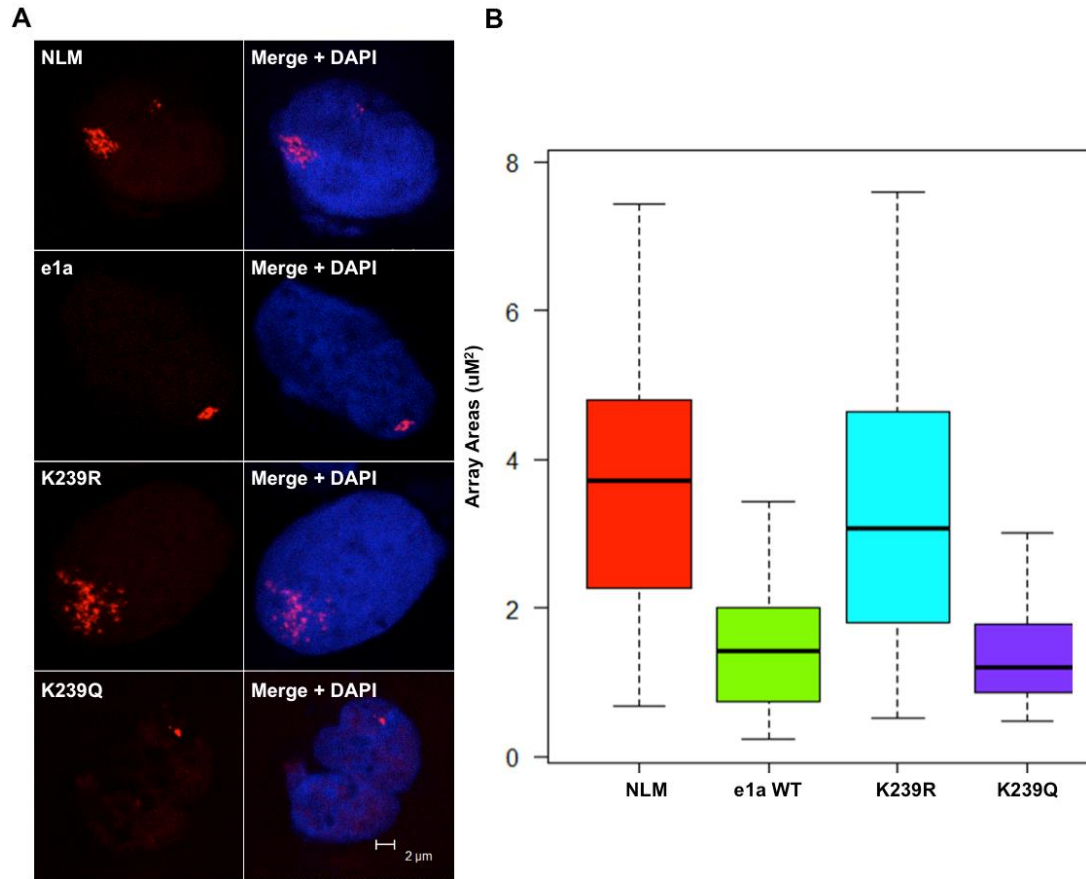 A
NLM
Merge + DAPI
e1a
Merge + DAPI
K239R
Merge + DAPI
K239Q
Merge + DAPI
2 µm
B
Array Areas (uM²)
8
6
4
2
0
NLM
e1a WT
K239R
K239Q